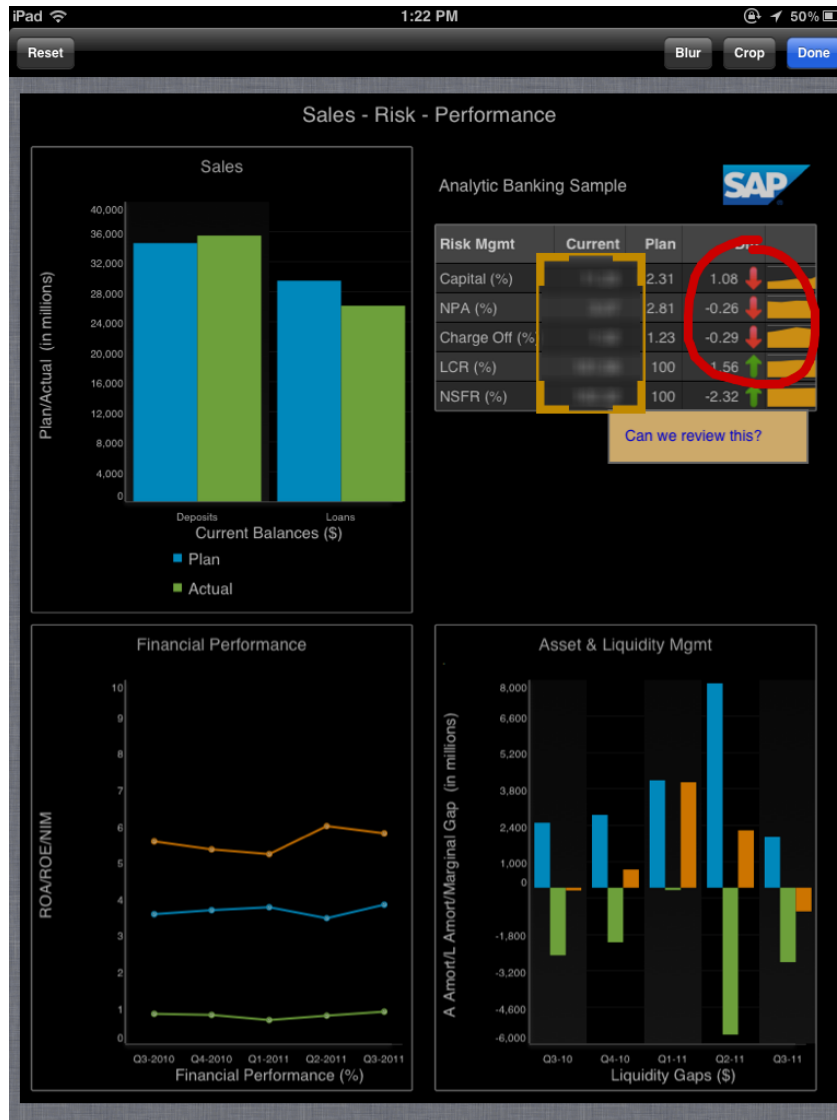 iPad 1:22 PM 50%
Reset Blur Crop Done
Sales - Risk - Performance
Sales
40,000
36,000
32,000
28,000
24,000
20,000
16,000
12,000
8,000
4,000
0
Plan/Actual (in millions)
Deposits Loans
Current Balances ($)
Plan
Actual
Analytic Banking Sample SAP
Risk Mgmt Current Plan
Capital (%) 2.31 1.08
NPA (%) 2.81 -0.26
Charge Off (% 1.23 -0.29
LCR (%) 100 1.56
NSFR (%) 100 -2.32
Can we review this?
Financial Performance
10
9
8
7
6
5
4
3
2
1
0
ROA/ROE/NIM
Q3-2010 Q4-2010 Q1-2011 Q2-2011 Q3-2011
Financial Performance (%)
Asset & Liquidity Mgmt
8,000
6,600
5,200
3,800
2,400
1,000
0
-1,800
-3,200
-4,600
-6,000
A Amort/L Amort/Marginal Gap (in millions)
Q3-10 Q4-10 Q1-11 Q2-11 Q3-11
Liquidity Gaps ($)